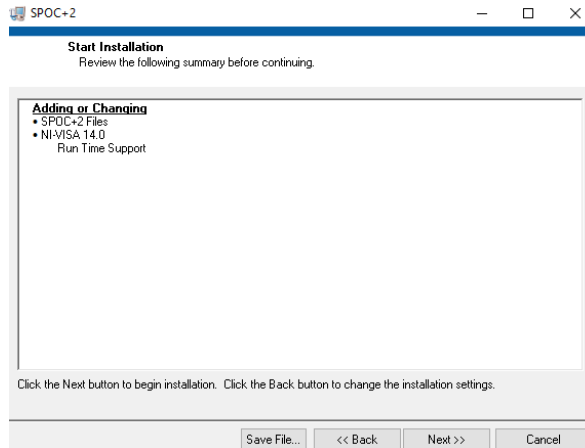 SPOC+2
Start Installation
Review the following summary before continuing.
Adding or Changing
• SPOC+2 Files
• NI-VISA 14.0
Run Time Support
Click the Next button to begin installation. Click the Back button to change the installation settings.
Save File... << Back Next >> Cancel